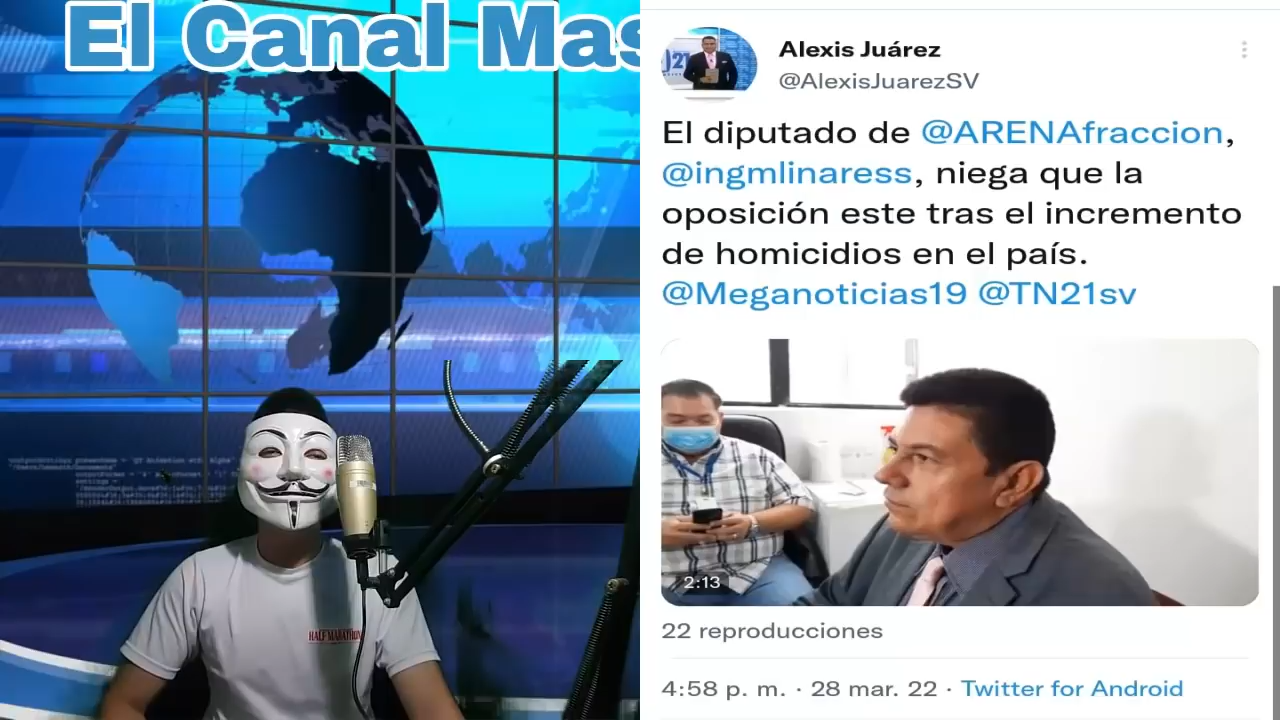 El Canal Mas
HALF MARATHON
Alexis Juárez
@AlexisJuarezSV
El diputado de @ARENAfraccion,
@ingmlinaress, niega que la
oposición este tras el incremento
de homicidios en el país.
@Meganoticias19 @TN21sv
2:13
22 reproducciones
4:58 p. m. · 28 mar. 22 · Twitter for Android